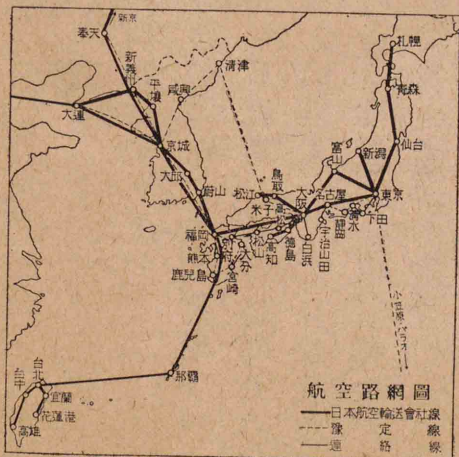 新京
奉天
新義州
平壌
大連
咸興
清津
京城
大邱
蔚山
札幌
青森
仙台
新潟
富山
東京
鳥取
松江
米子
大阪
名古屋
下田
清水
静岡
宇治山田
白浜
徳島
高知
松山
福岡
別府
大分
熊本
宮崎
鹿児島
小笠原・パラオ
那覇
台北
台中
宜蘭
花蓮港
高雄
航空路網圖
日本航空輸送會社線
豫定線
連絡線